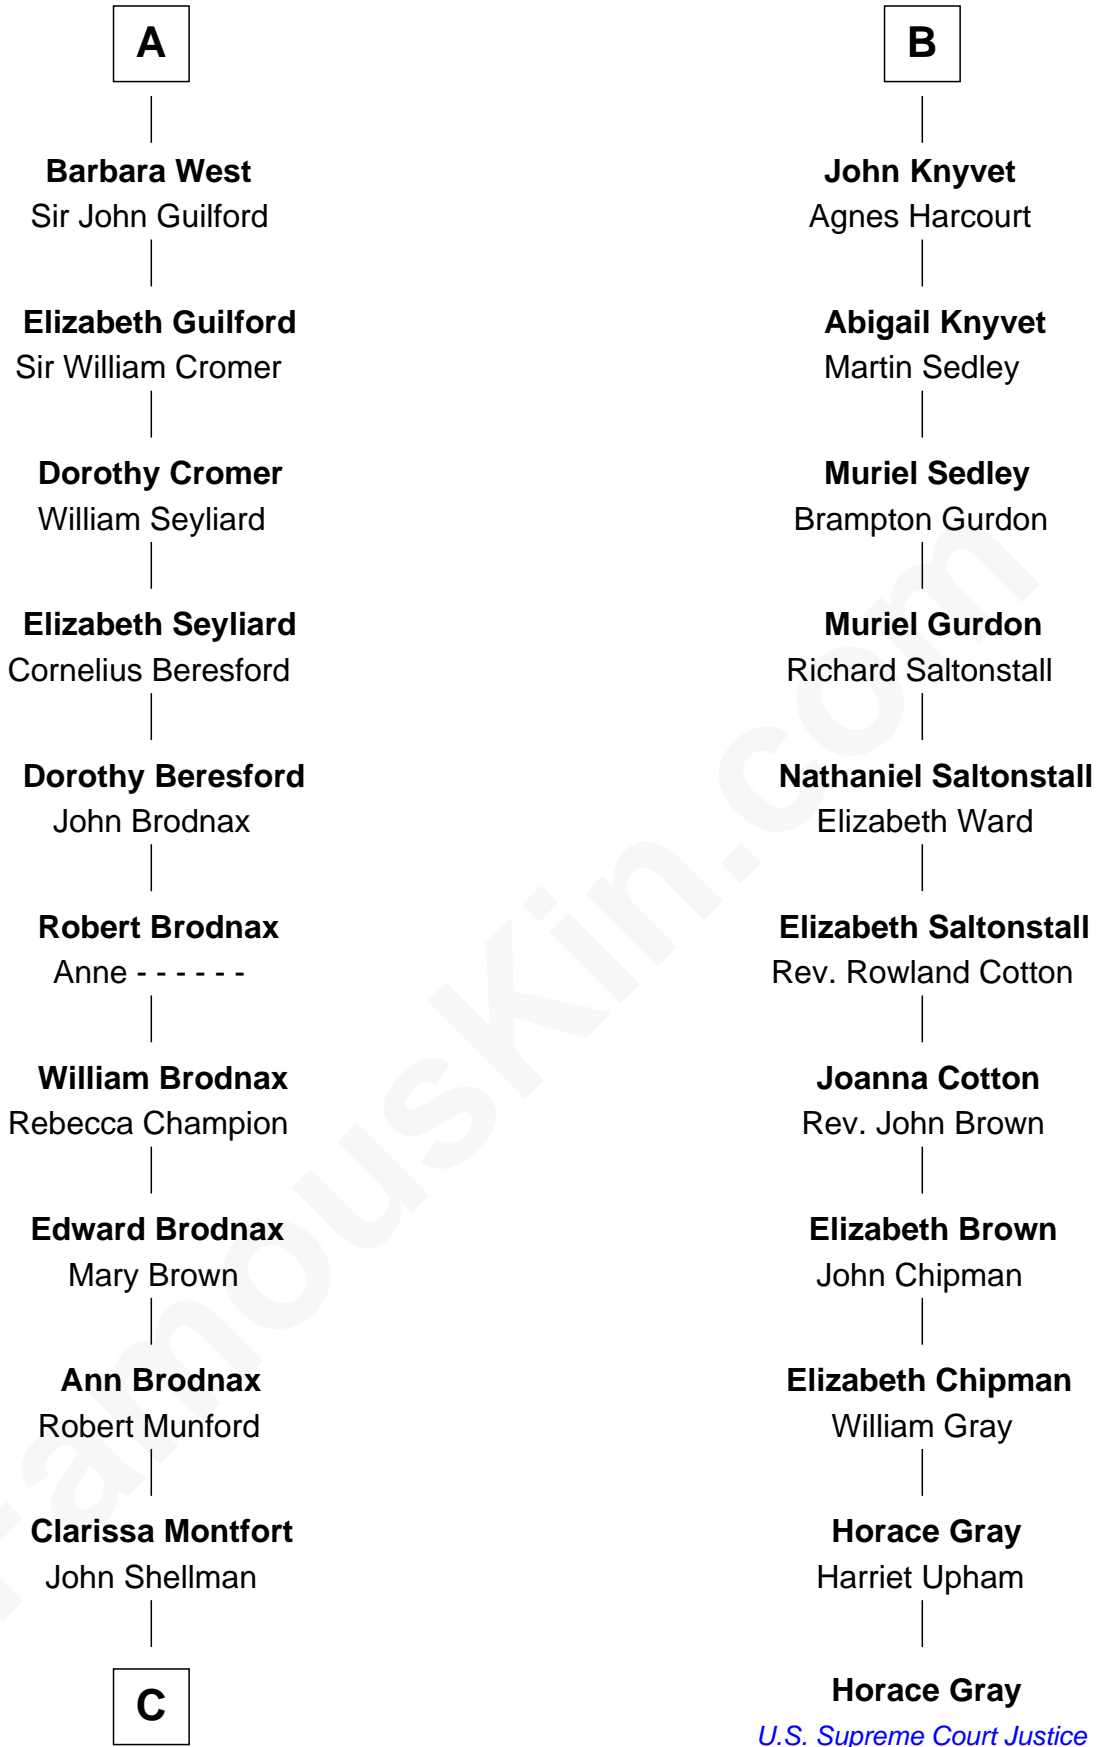 A
Barbara West
Sir John Guilford
Elizabeth Guilford
Sir William Cromer
Dorothy Cromer
William Seyliard
Elizabeth Seyliard
Cornelius Beresford
Dorothy Beresford
John Brodnax
Robert Brodnax
Anne - - - - - -
William Brodnax
Rebecca Champion
Edward Brodnax
Mary Brown
Ann Brodnax
Robert Munford
Clarissa Montfort
John Shellman
C
B
John Knyvet
Agnes Harcourt
Abigail Knyvet
Martin Sedley
Muriel Sedley
Brampton Gurdon
Muriel Gurdon
Richard Saltonstall
Nathaniel Saltonstall
Elizabeth Ward
Elizabeth Saltonstall
Rev. Rowland Cotton
Joanna Cotton
Rev. John Brown
Elizabeth Brown
John Chipman
Elizabeth Chipman
William Gray
Horace Gray
Harriet Upham
Horace Gray
U.S. Supreme Court Justice
FamousKin.com